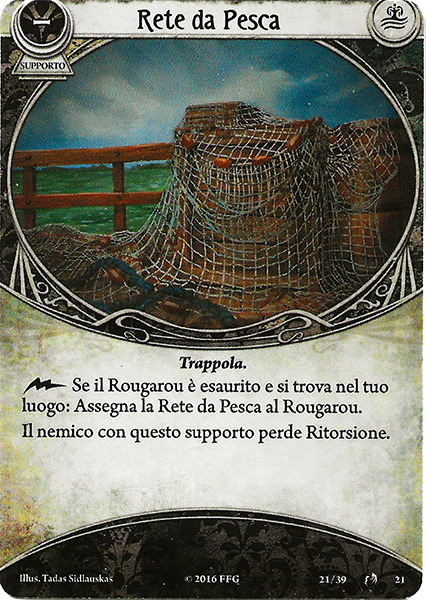 Rete da Pesca
SUPPORTO
Trappola.
Se il Rougarou è esaurito e si trova nel tuo
luogo: Assegna la Rete da Pesca al Rougarou.
Il nemico con questo supporto perde Ritorsione.
Illus. Tadas Sidlauskas
© 2016 FFG
21/39
21